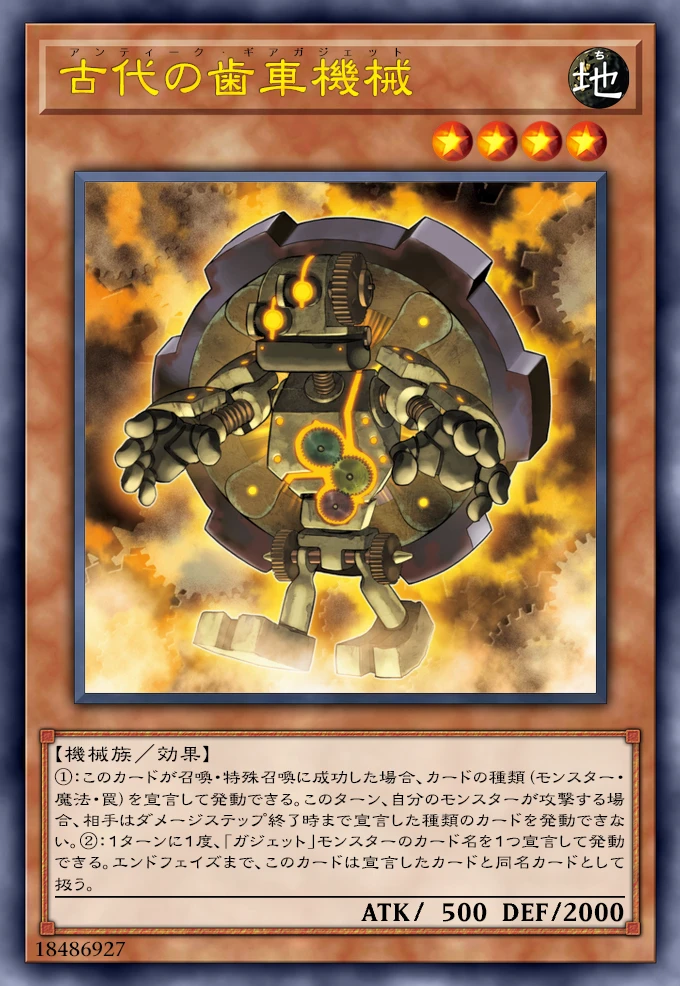 アンティーク・ギアガジェット
古代の歯車機械
ち
地
【機械族／効果】
①:このカードが召喚・特殊召喚に成功した場合、カードの種類（モンスター・
魔法・罠）を宣言して発動できる。このターン、自分のモンスターが攻撃する場
合、相手はダメージステップ終了時まで宣言した種類のカードを発動できな
い。②:1ターンに1度、「ガジェット」モンスターのカード名を1つ宣言して発動
できる。エンドフェイズまで、このカードは宣言したカードと同名カードとして
扱う。
ATK/ 500 DEF/2000
18486927